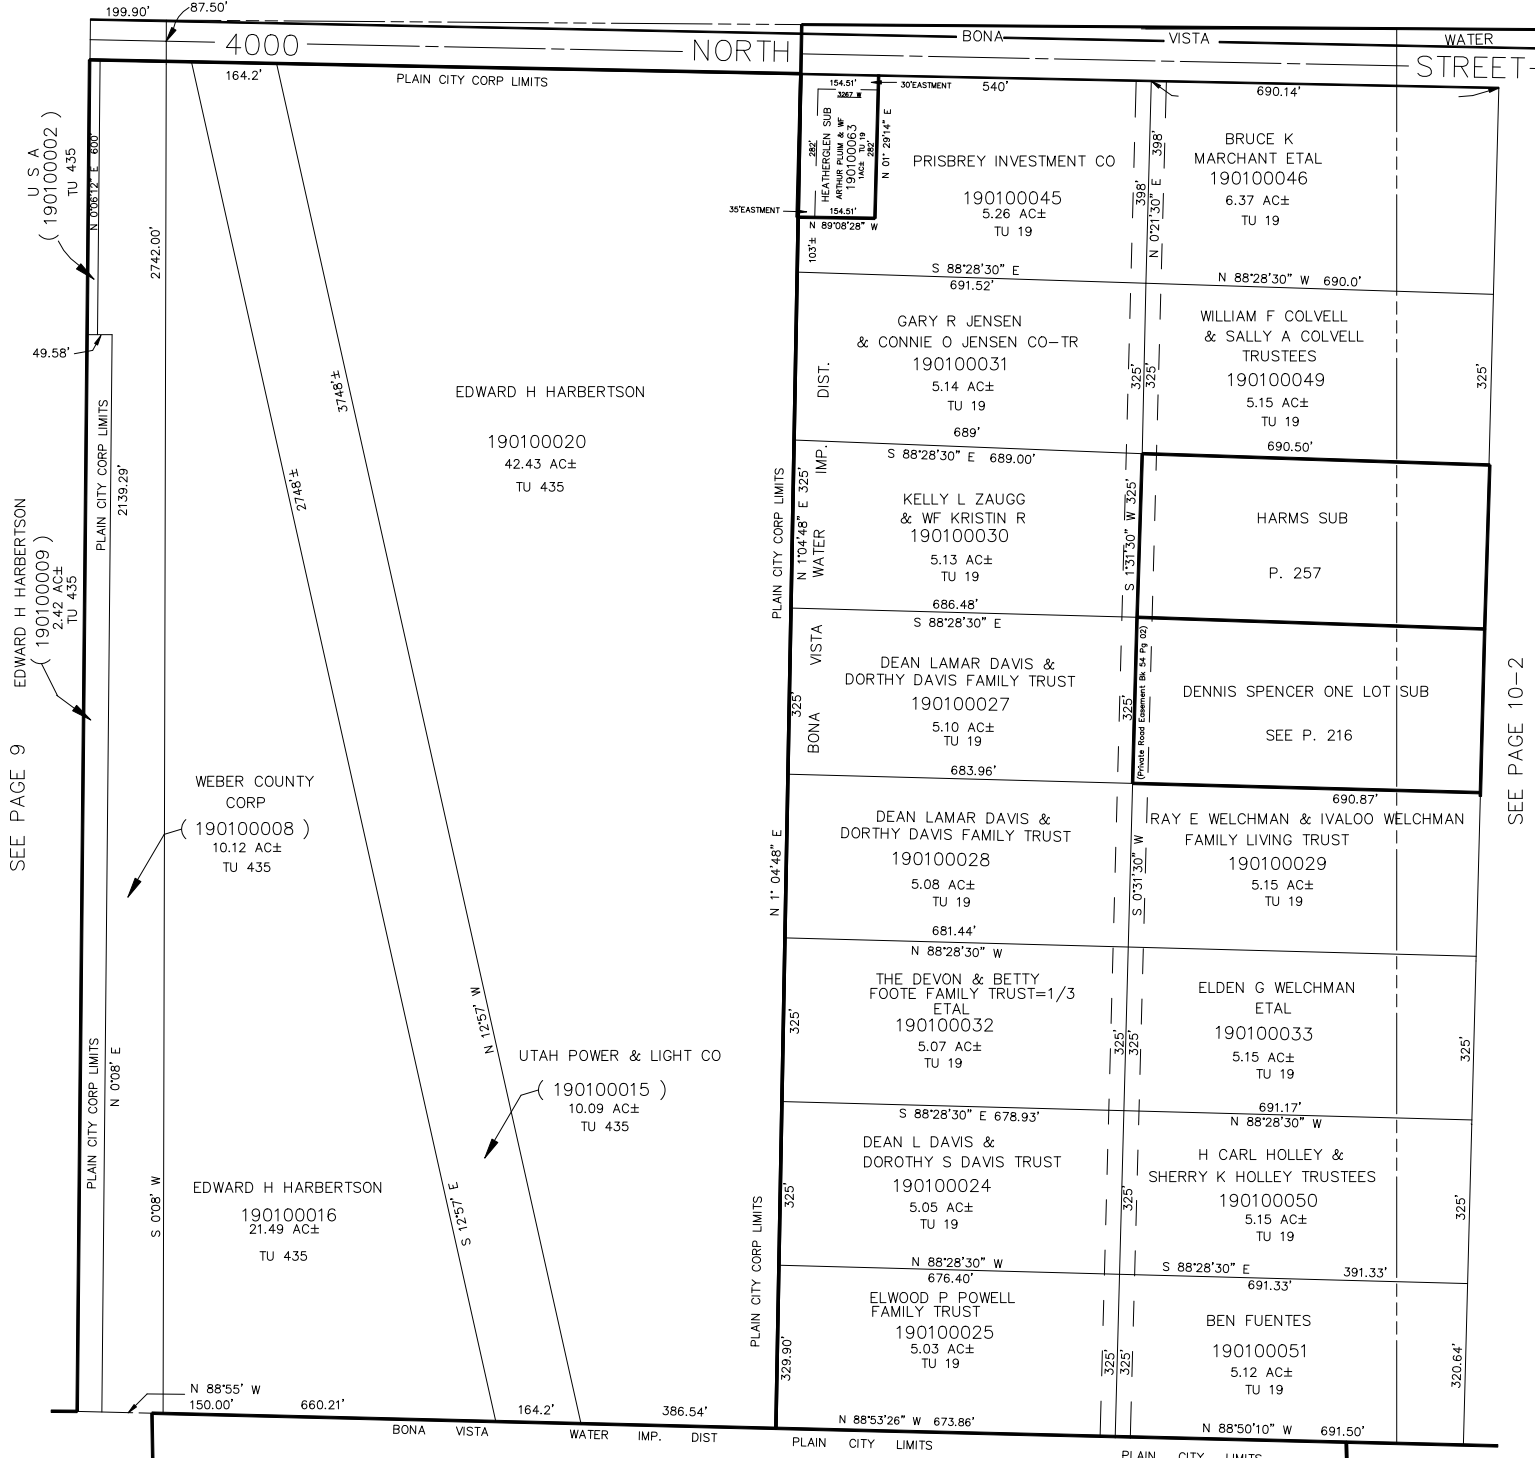 199.90'
87.50'
4000
NORTH
BONA
VISTA
WATER
STREET
164.2'
PLAIN CITY CORP LIMITS
154.51'
3267 W
30'EASTMENT
540'
690.14'
U S A
( 190100002 )
TU 435
N 0°06'12" E 600'
2742.00'
49.58'
HEATHERGLEN SUB
ARTHUR PLUIM & WF
190100063
1AC± TU 19
282'
282'
N 01° 29'14" E
154.51'
35'EASTMENT
N 89°08'28" W
103'±
PRISBREY INVESTMENT CO
190100045
5.26 AC±
TU 19
398'
398'
N 0°21'30" E
BRUCE K
MARCHANT ETAL
190100046
6.37 AC±
TU 19
S 88°28'30" E
691.52'
N 88°28'30" W 690.0'
GARY R JENSEN
& CONNIE O JENSEN CO-TR
190100031
5.14 AC±
TU 19
689'
325'
325'
WILLIAM F COLVELL
& SALLY A COLVELL
TRUSTEES
190100049
5.15 AC±
TU 19
690.50'
325'
EDWARD H HARBERTSON
190100020
42.43 AC±
TU 435
3748'±
2748'±
PLAIN CITY CORP LIMITS
2139.29'
EDWARD H HARBERTSON
( 190100009 )
2.42 AC±
TU 435
SEE PAGE 9
BONA VISTA WATER IMP. DIST.
PLAIN CITY CORP LIMITS
N 1°04'48" E 325'
S 88°28'30" E 689.00'
KELLY L ZAUGG
& WF KRISTIN R
190100030
5.13 AC±
TU 19
686.48'
S 1°31'30" W 325'
HARMS SUB
P. 257
S 88°28'30" E
DEAN LAMAR DAVIS &
DORTHY DAVIS FAMILY TRUST
190100027
5.10 AC±
TU 19
683.96'
325'
325'
(Private Road Easement Bk 54 Pg 02)
DENNIS SPENCER ONE LOT SUB
SEE P. 216
690.87'
SEE PAGE 10-2
WEBER COUNTY
CORP
( 190100008 )
10.12 AC±
TU 435
N 1° 04'48" E
DEAN LAMAR DAVIS &
DORTHY DAVIS FAMILY TRUST
190100028
5.08 AC±
TU 19
681.44'
S 0°31'30" W
RAY E WELCHMAN & IVALOO WELCHMAN
FAMILY LIVING TRUST
190100029
5.15 AC±
TU 19
N 88°28'30" W
THE DEVON & BETTY
FOOTE FAMILY TRUST=1/3
ETAL
190100032
5.07 AC±
TU 19
325'
325'
325'
ELDEN G WELCHMAN
ETAL
190100033
5.15 AC±
TU 19
691.17'
325'
N 12°57' W
UTAH POWER & LIGHT CO
( 190100015 )
10.09 AC±
TU 435
PLAIN CITY CORP LIMITS
N 0°08' E
S 0°08' W
S 12°57' E
EDWARD H HARBERTSON
190100016
21.49 AC±
TU 435
S 88°28'30" E 678.93'
N 88°28'30" W
DEAN L DAVIS &
DOROTHY S DAVIS TRUST
190100024
5.05 AC±
TU 19
325'
325'
H CARL HOLLEY &
SHERRY K HOLLEY TRUSTEES
190100050
5.15 AC±
TU 19
325'
PLAIN CITY CORP LIMITS
N 88°28'30" W
676.40'
S 88°28'30" E
391.33'
691.33'
ELWOOD P POWELL
FAMILY TRUST
190100025
5.03 AC±
TU 19
329.90'
325'
325'
BEN FUENTES
190100051
5.12 AC±
TU 19
320.64'
N 88°55' W
150.00'
660.21'
164.2'
386.54'
N 88°53'26" W 673.86'
N 88°50'10" W 691.50'
BONA VISTA WATER IMP. DIST
PLAIN CITY LIMITS
PLAIN CITY LIMITS